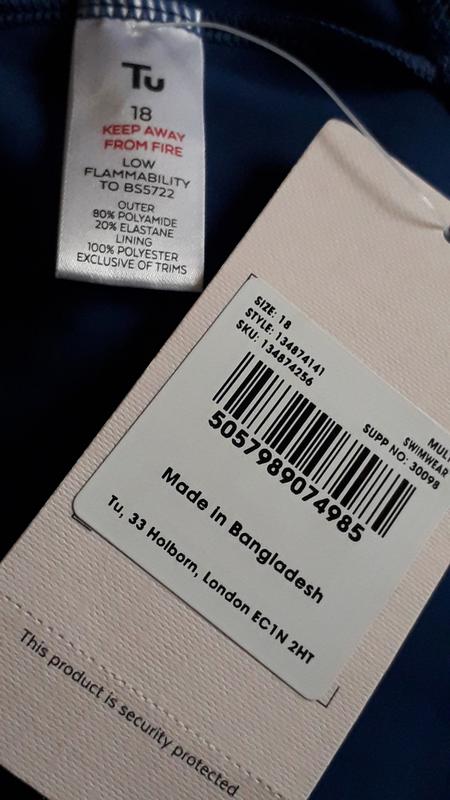 Tu
18
KEEP AWAY
FROM FIRE
LOW
FLAMMABILITY
TO BS5722
OUTER
80% POLYAMIDE
20% ELASTANE
LINING
100% POLYESTER
EXCLUSIVE OF TRIMS
SIZE: 18
STYLE: 134874141
SKU: 134874256
MULT
SWIMWEAR
SUPP NO: 30098
5057989074985
Made in Bangladesh
Tu, 33 Holborn, London EC1N 2HT
This product is security protected